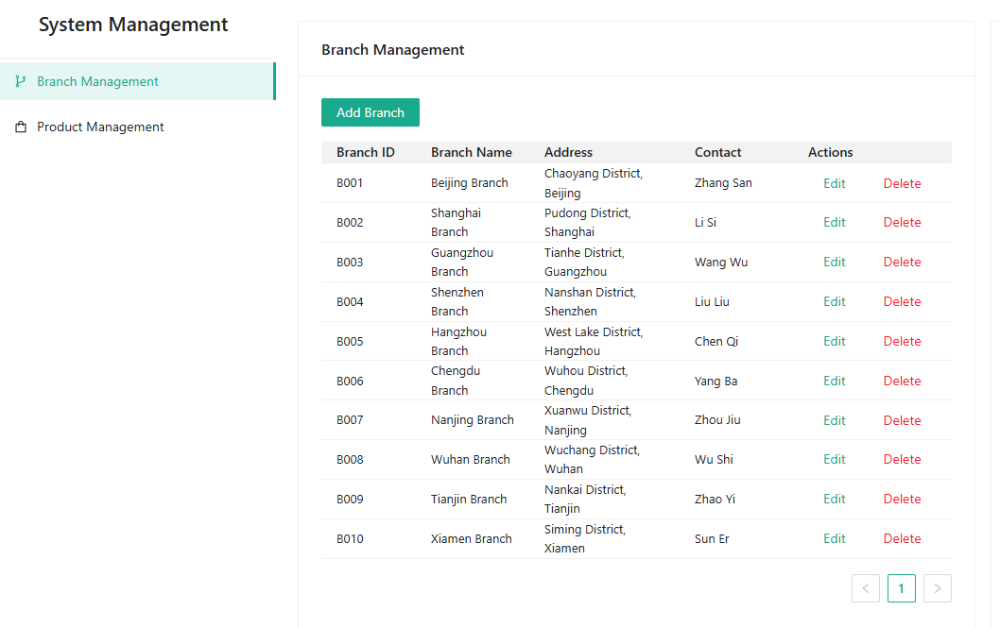 System Management
Branch Management
Product Management
Branch Management
Add Branch
Branch ID Branch Name Address Contact Actions
B001 Beijing Branch Chaoyang District, Zhang San Edit Delete
Beijing
B002 Shanghai Pudong District, Li Si Edit Delete
Branch Shanghai
B003 Guangzhou Tianhe District, Wang Wu Edit Delete
Branch Guangzhou
B004 Shenzhen Nanshan District, Liu Liu Edit Delete
Branch Shenzhen
B005 Hangzhou West Lake District, Chen Qi Edit Delete
Branch Hangzhou
B006 Chengdu Wuhou District, Yang Ba Edit Delete
Branch Chengdu
B007 Nanjing Branch Xuanwu District, Zhou Jiu Edit Delete
Nanjing
B008 Wuhan Branch Wuchang District, Wu Shi Edit Delete
Wuhan
B009 Tianjin Branch Nankai District, Zhao Yi Edit Delete
Tianjin
B010 Xiamen Branch Siming District, Sun Er Edit Delete
Xiamen
< 1 >